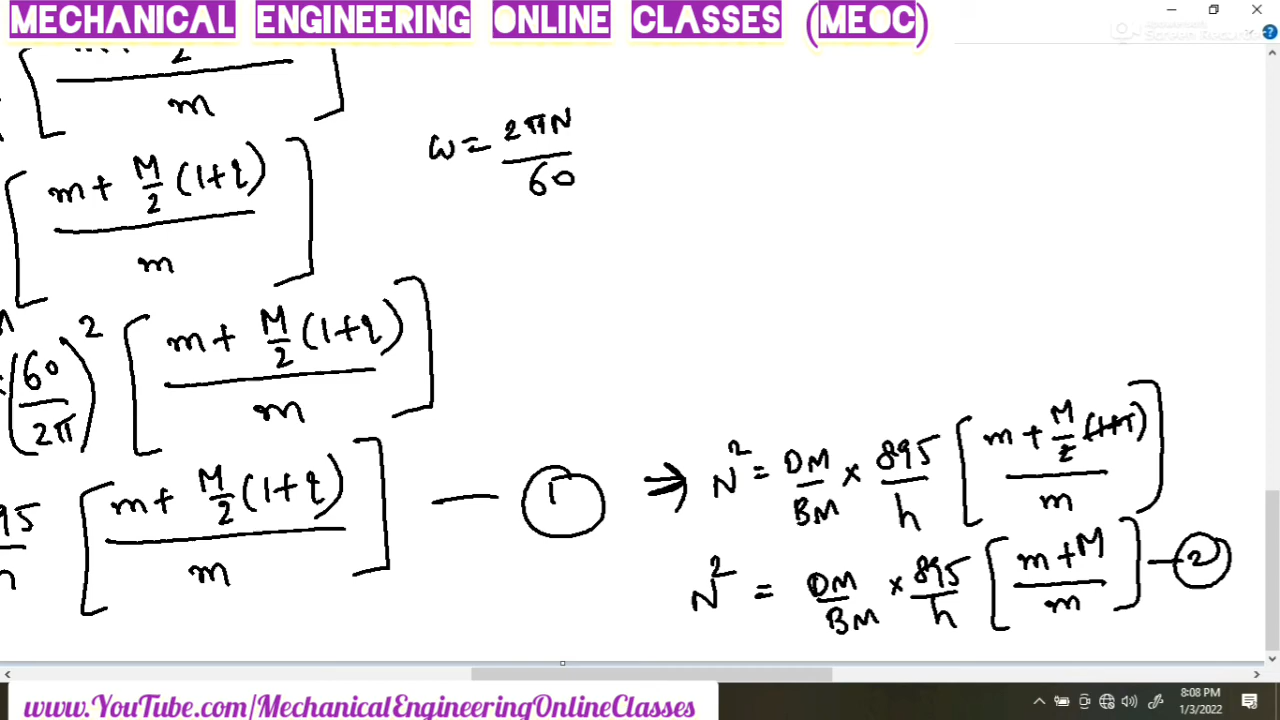 MECHANICAL ENGINEERING ONLINE CLASSES (MEOC)
m
ω = 2πN / 60
[ m + M/2 (1+q) / m ]
(60/2π)² [ m + M/2 (1+q) / m ]
95 [ m + M/2 (1+q) / m ] — 1
⇒ N² = DM/BM × 895/h [ m + M/2 (1+1) / m ]
N² = DM/BM × 895/h [ m + M / m ] — 2
8:08 PM
1/3/2022
www.YouTube.com/MechanicalEngineeringOnlineClasses